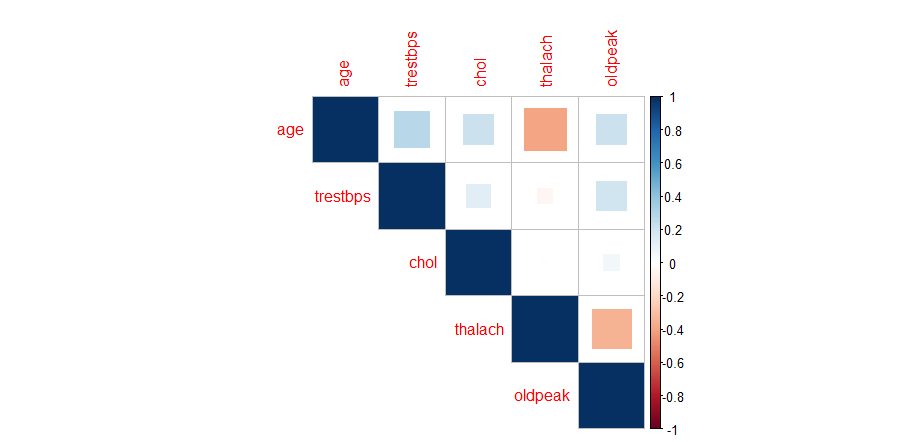 age
trestbps
chol
thalach
oldpeak
age
trestbps
chol
thalach
oldpeak
1
0.8
0.6
0.4
0.2
0
-0.2
-0.4
-0.6
-0.8
-1